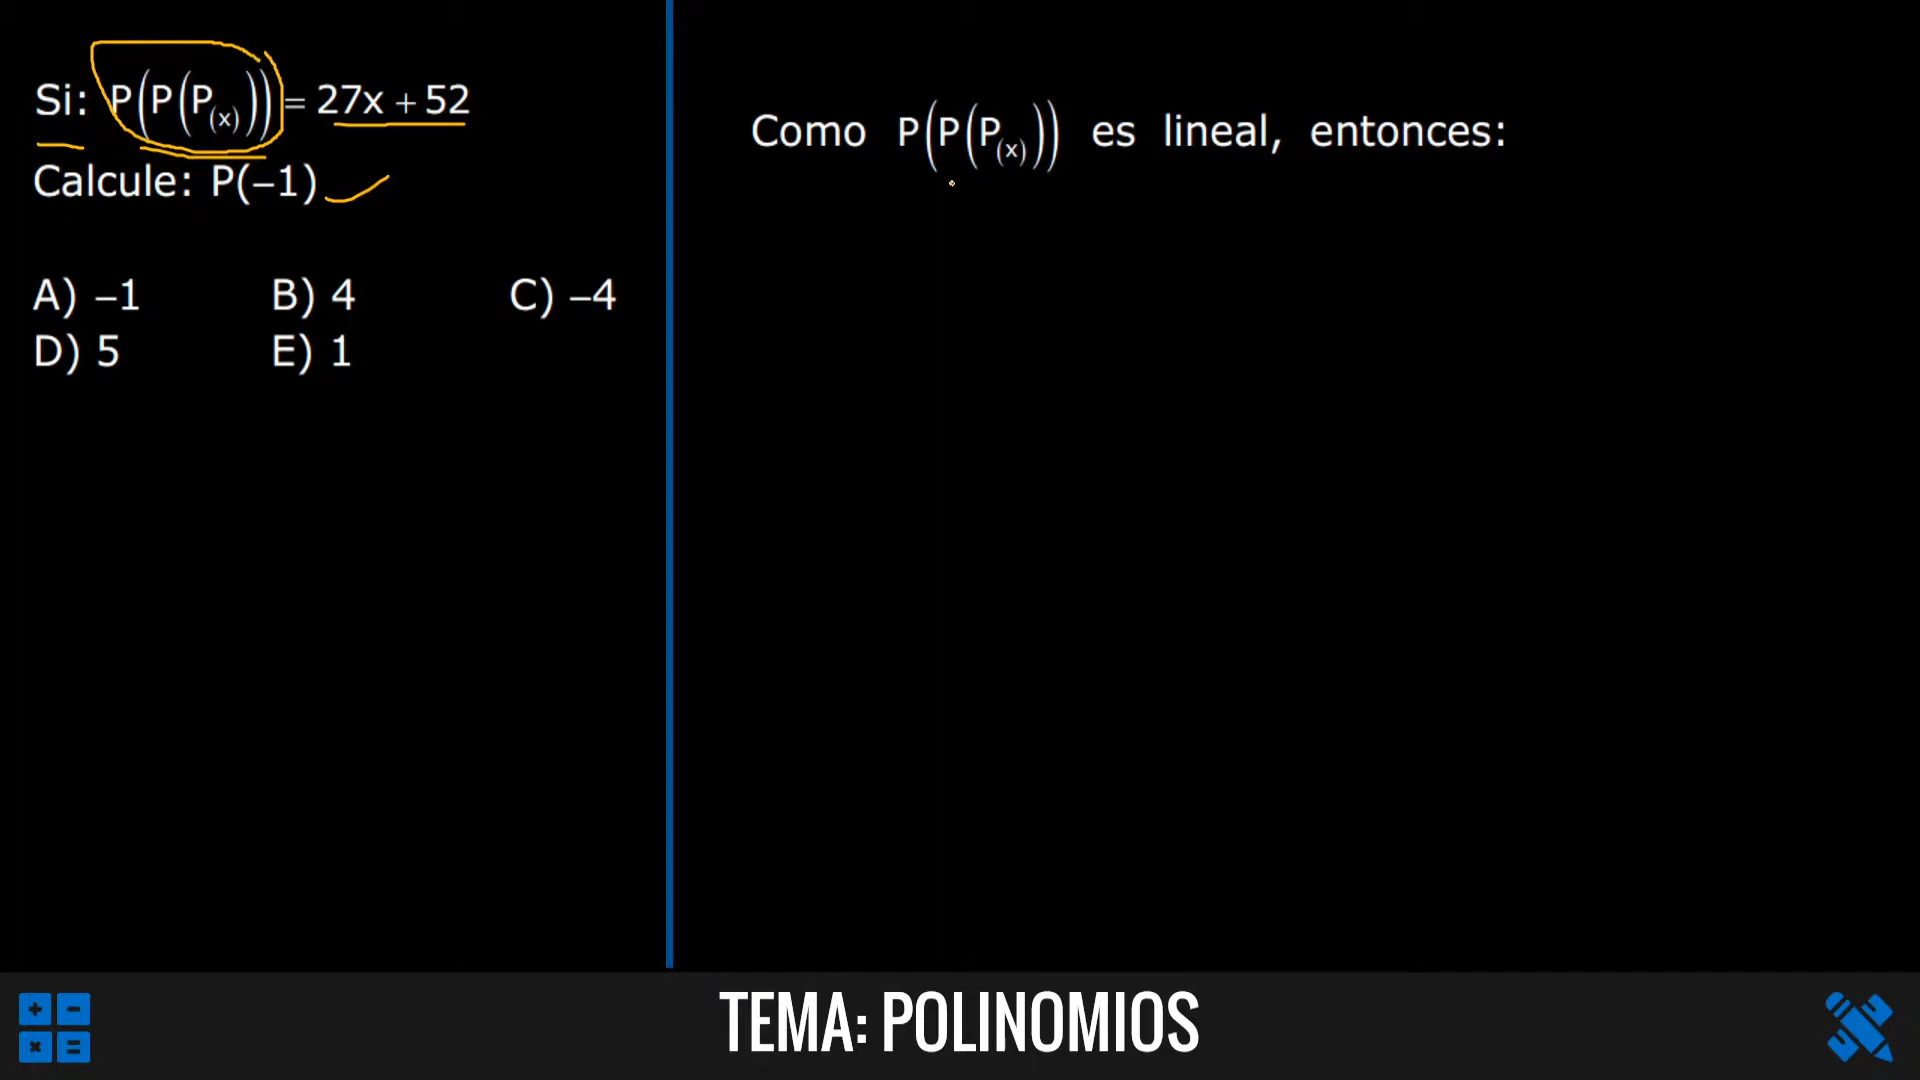 Si: P(P(P(x))) = 27x + 52
Calcule: P(–1)
A) –1 B) 4 C) –4
D) 5 E) 1
Como P(P(P(x))) es lineal, entonces:
TEMA: POLINOMIOS